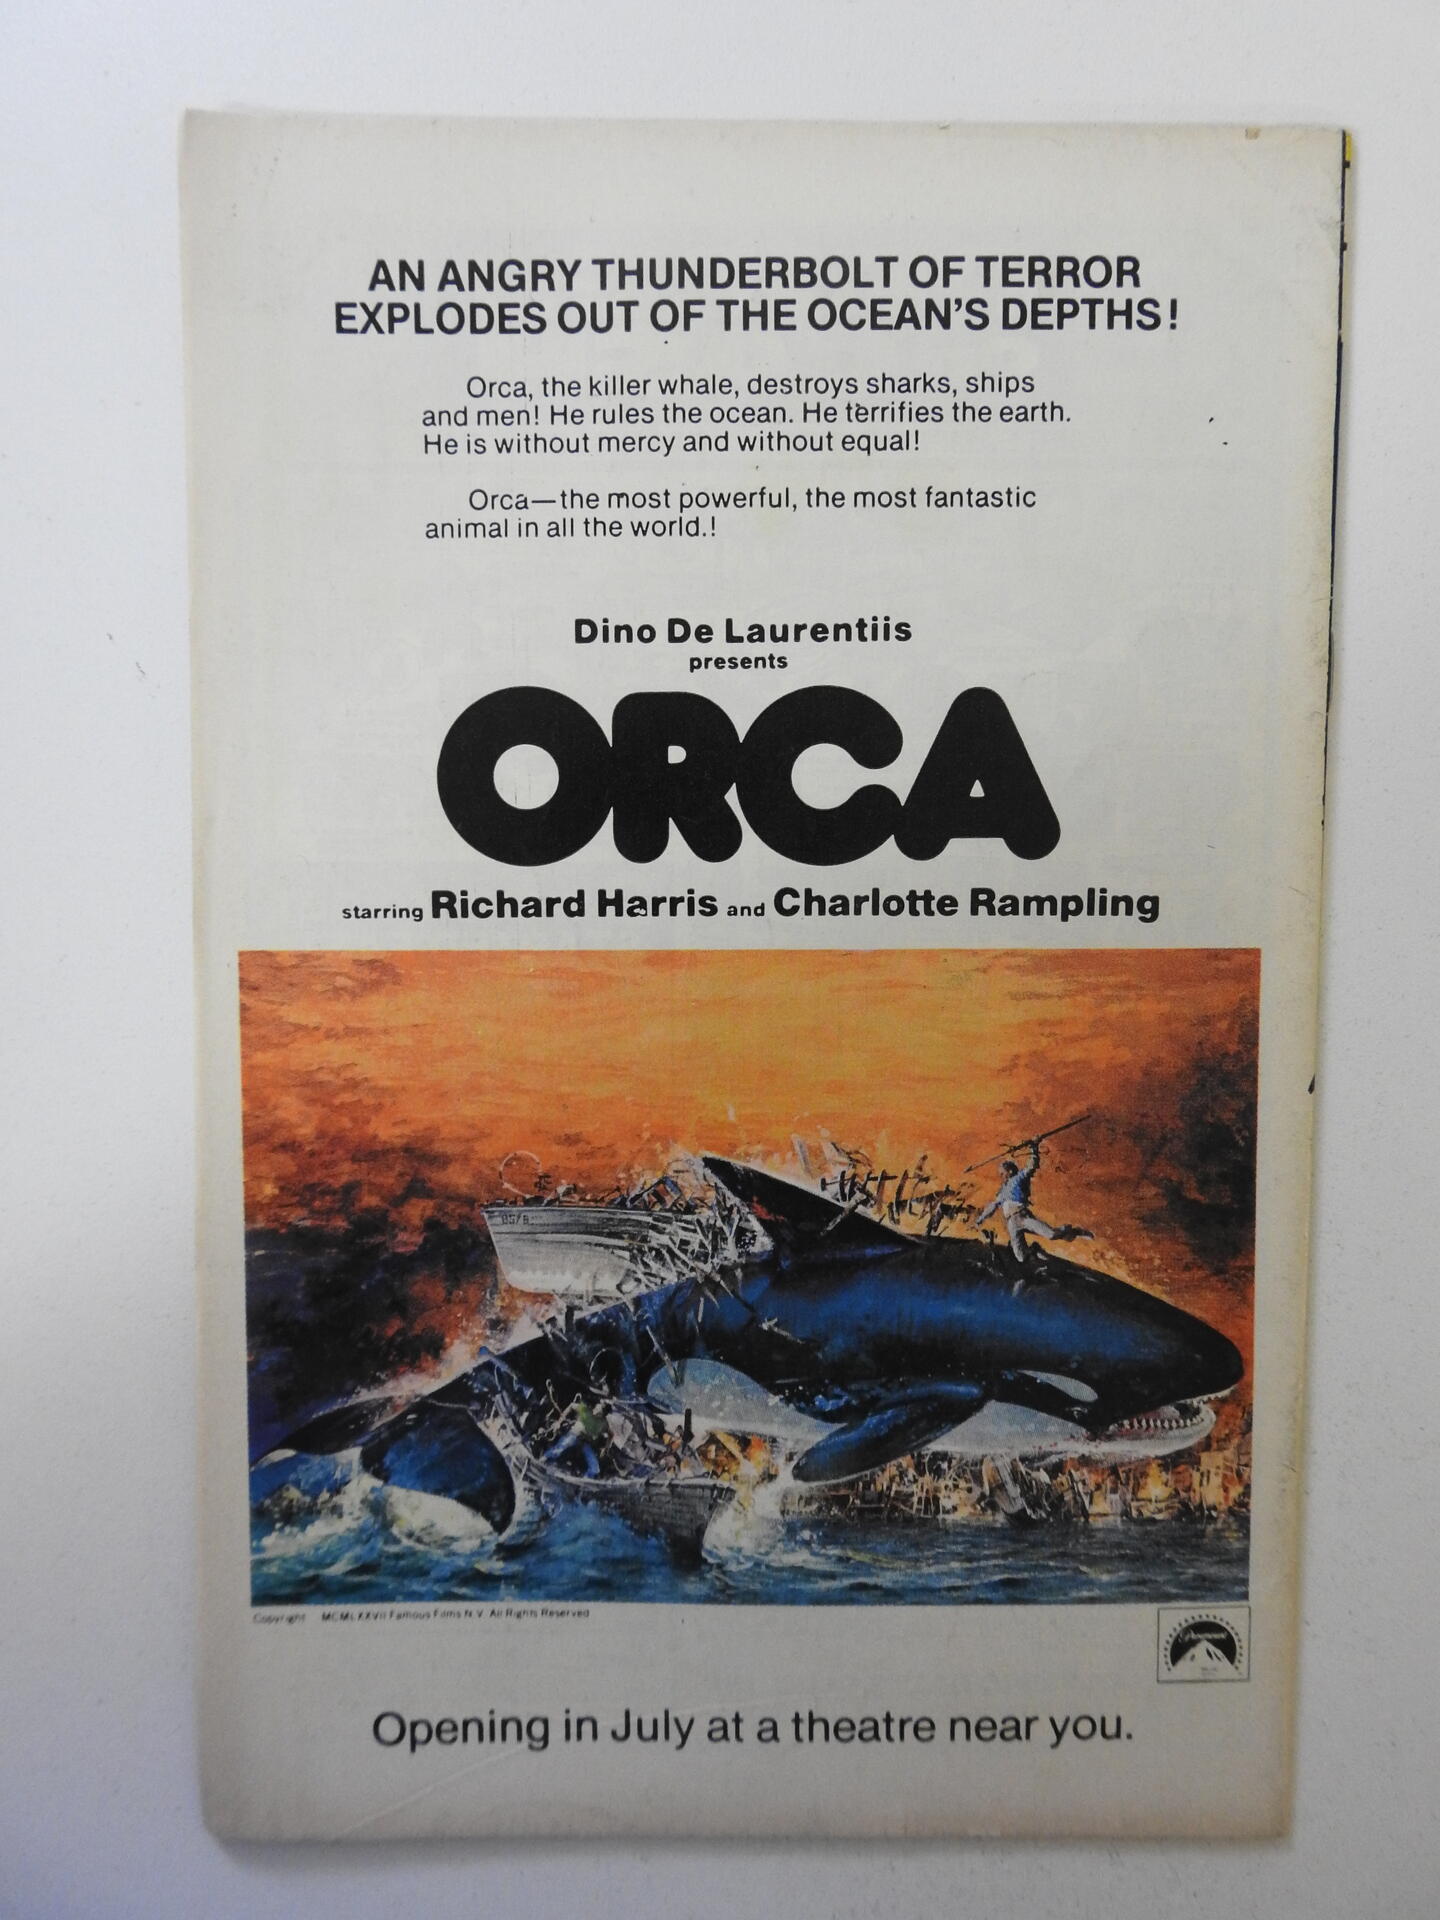 AN ANGRY THUNDERBOLT OF TERROR
EXPLODES OUT OF THE OCEAN'S DEPTHS!
Orca, the killer whale, destroys sharks, ships
and men! He rules the ocean. He terrifies the earth.
He is without mercy and without equal!
Orca—the most powerful, the most fantastic
animal in all the world.!
Dino De Laurentiis
presents
ORCA
starring Richard Harris and Charlotte Rampling
Copyright MCMLXXVII Famous Films N.V. All Rights Reserved
Paramount
Opening in July at a theatre near you.